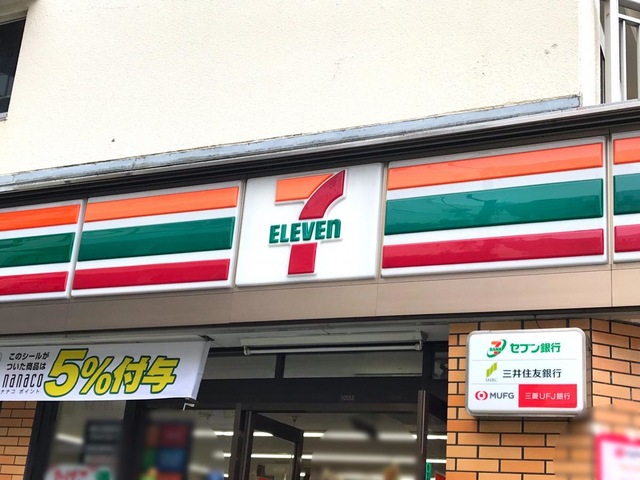 7
ELEVEN
このシールが
ついた商品は
nanaco
ナナコ ポイント
5%付与
セブン銀行
三井住友銀行
MUFG 三菱UFJ銀行